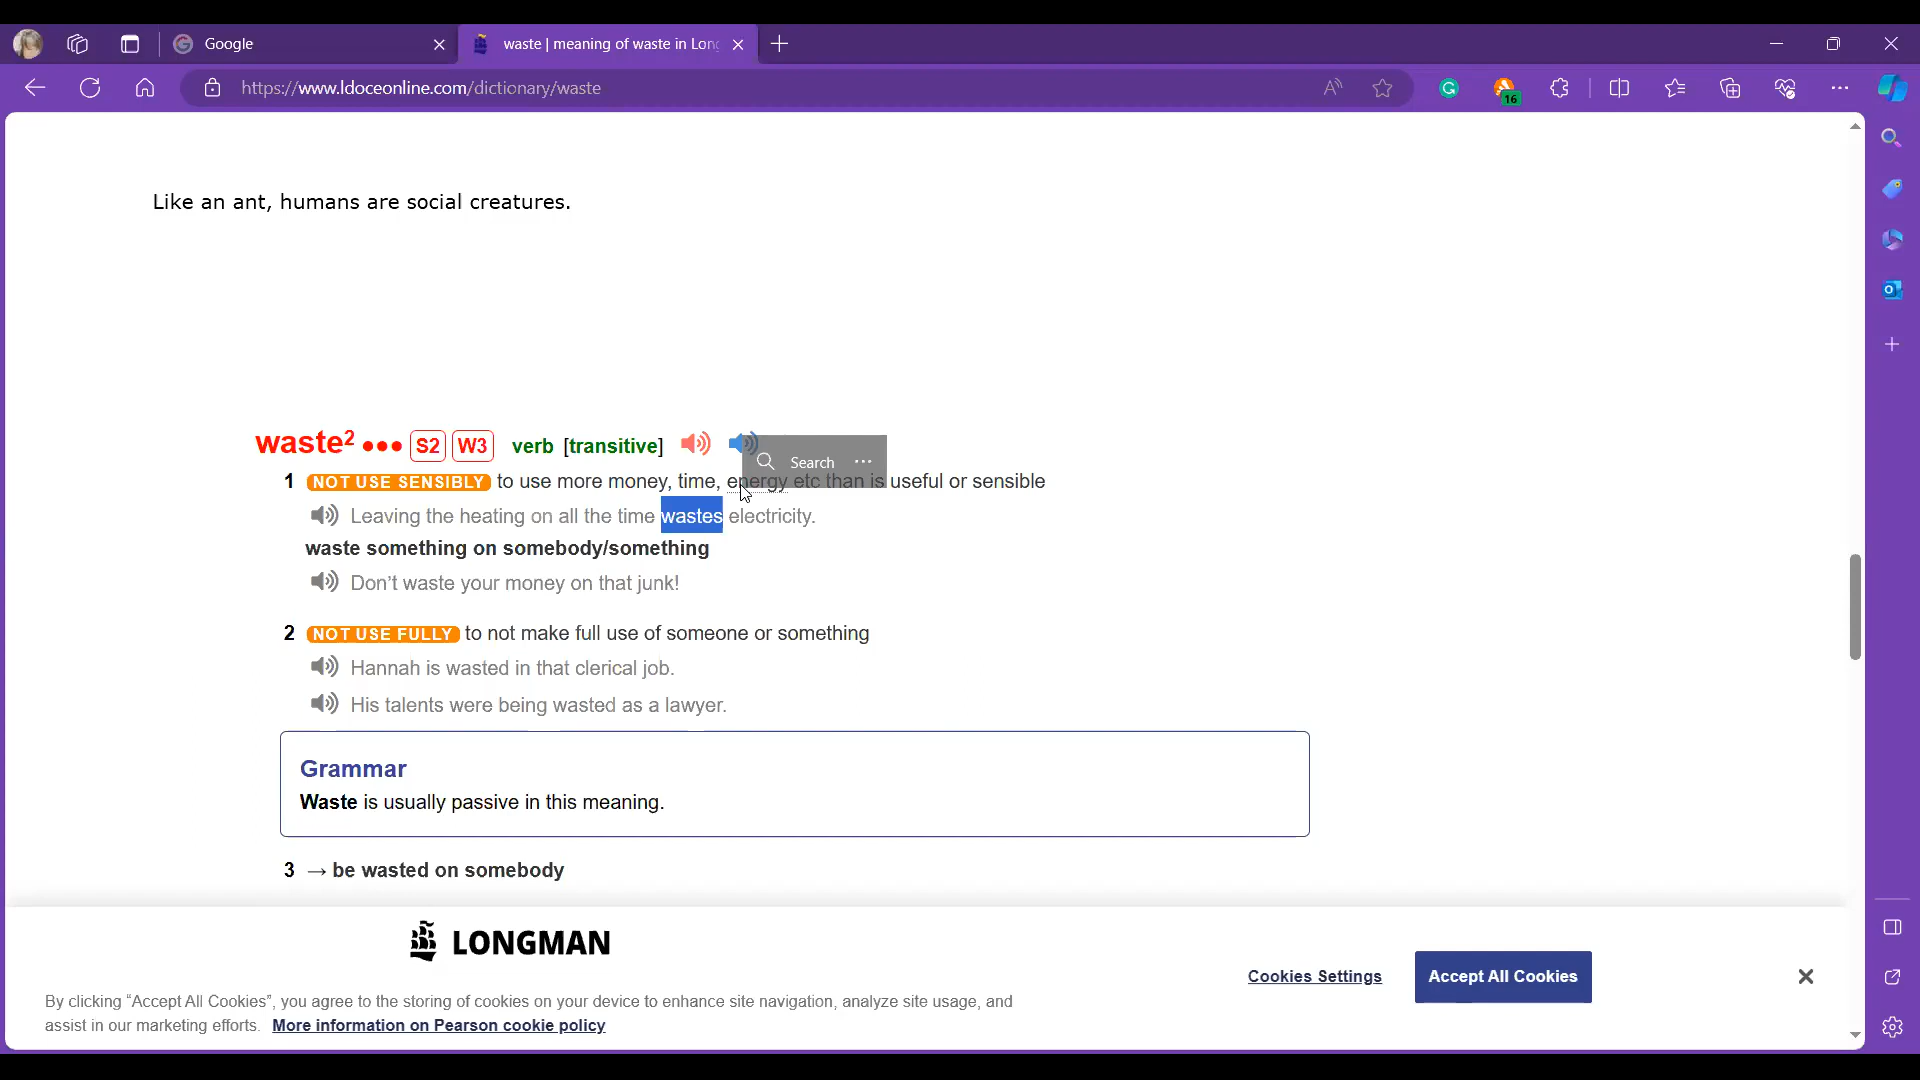 Google
waste | meaning of waste in Lon
https://www.ldoceonline.com/dictionary/waste
16
Like an ant, humans are social creatures.
waste2 ●●● S2 W3 verb [transitive]
Search ...
1 NOT USE SENSIBLY to use more money, time, energy etc than is useful or sensible
Leaving the heating on all the time wastes electricity.
waste something on somebody/something
Don't waste your money on that junk!
2 NOT USE FULLY to not make full use of someone or something
Hannah is wasted in that clerical job.
His talents were being wasted as a lawyer.
Grammar
Waste is usually passive in this meaning.
3 → be wasted on somebody
LONGMAN
By clicking “Accept All Cookies”, you agree to the storing of cookies on your device to enhance site navigation, analyze site usage, and
assist in our marketing efforts. More information on Pearson cookie policy
Cookies Settings
Accept All Cookies